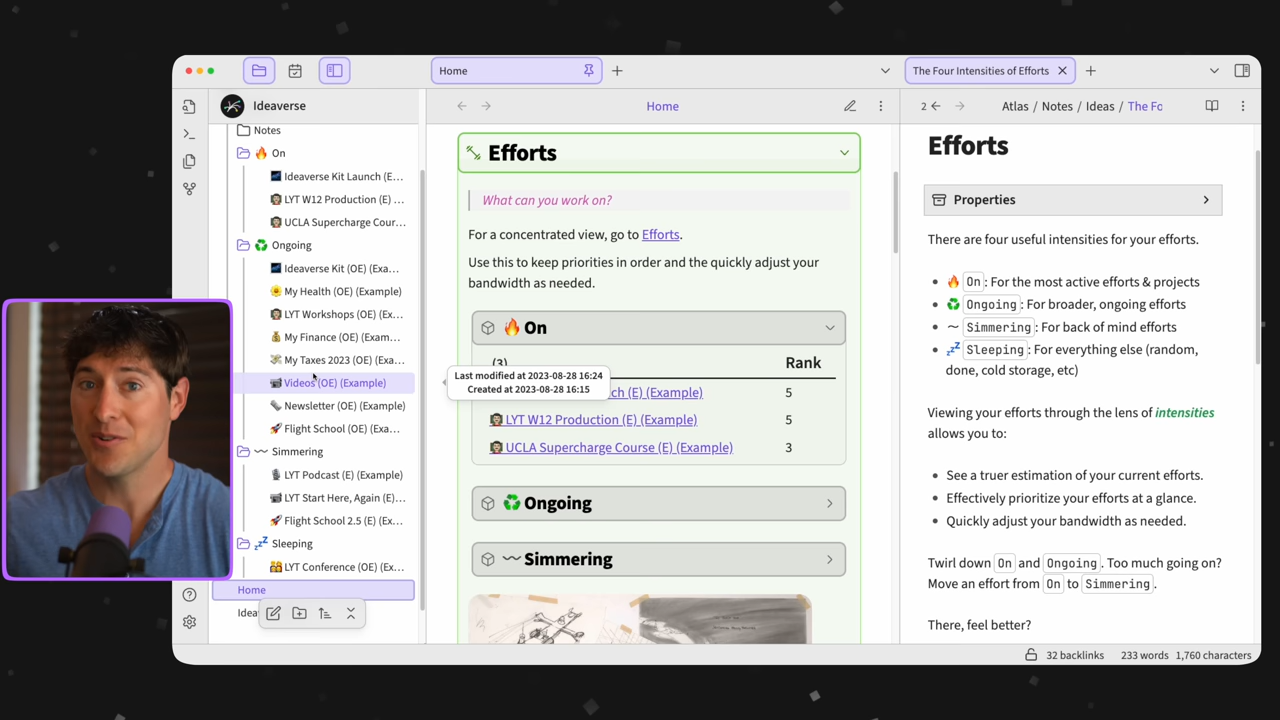 Home
The Four Intensities of Efforts
Ideaverse
Home
2
Atlas / Notes / Ideas / The Fo
Notes
On
Ideaverse Kit Launch (E...
LYT W12 Production (E) ...
UCLA Supercharge Cour...
Ongoing
Ideaverse Kit (OE) (Exa...
My Health (OE) (Example)
LYT Workshops (OE) (Ex...
My Finance (OE) (Exam...
My Taxes 2023 (OE) (Exa...
Videos (OE) (Example)
Newsletter (OE) (Example)
Flight School (OE) (Exa...
Simmering
LYT Podcast (E) (Example)
LYT Start Here, Again (E)...
Flight School 2.5 (E) (Ex...
Sleeping
LYT Conference (OE) (Ex...
Home
Idea
Efforts
What can you work on?
For a concentrated view, go to Efforts.
Use this to keep priorities in order and the quickly adjust your
bandwidth as needed.
On
(3) Rank
Last modified at 2023-08-28 16:24
Created at 2023-08-28 16:15
ch (E) (Example) 5
LYT W12 Production (E) (Example) 5
UCLA Supercharge Course (E) (Example) 3
Ongoing
Simmering
Efforts
Properties
There are four useful intensities for your efforts.
On: For the most active efforts & projects
Ongoing: For broader, ongoing efforts
Simmering: For back of mind efforts
Sleeping: For everything else (random,
done, cold storage, etc)
Viewing your efforts through the lens of intensities
allows you to:
See a truer estimation of your current efforts.
Effectively prioritize your efforts at a glance.
Quickly adjust your bandwidth as needed.
Twirl down On and Ongoing. Too much going on?
Move an effort from On to Simmering.
There, feel better?
32 backlinks 233 words 1,760 characters